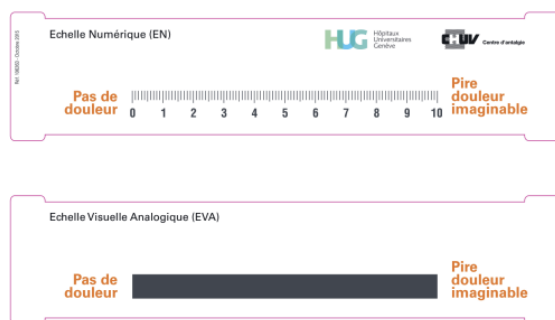 Echelle Numérique (EN)
HUG
Hôpitaux
Universitaires
Genève
CHUV
Centre d'antalgie
Pas de
douleur
0 1 2 3 4 5 6 7 8 9 10
Pire
douleur
imaginable
Echelle Visuelle Analogique (EVA)
Pas de
douleur
Pire
douleur
imaginable